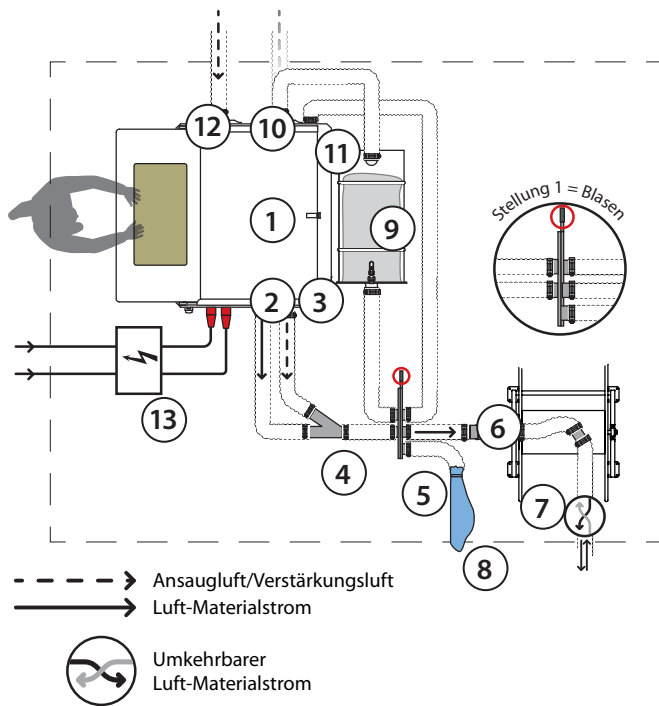 12
10
11
1
9
Stellung 1 = Blasen
2
3
13
6
4
5
7
8
Ansaugluft/Verstärkungsluft
Luft-Materialstrom
Umkehrbarer
Luft-Materialstrom